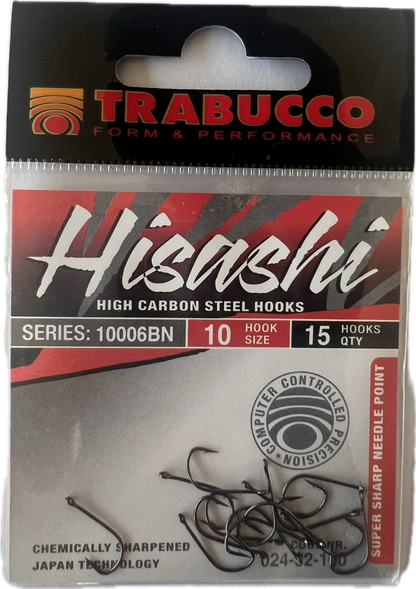 TRABUCCO
FORM & PERFORMANCE
Hisashi
HIGH CARBON STEEL HOOKS
SERIES: 10006BN 10 HOOK SIZE 15 HOOKS QTY
COMPUTER CONTROLLED PRECISION
SUPER SHARP NEEDLE POINT
CHEMICALLY SHARPENED
JAPAN TECHNOLOGY
NR.
024-32-100